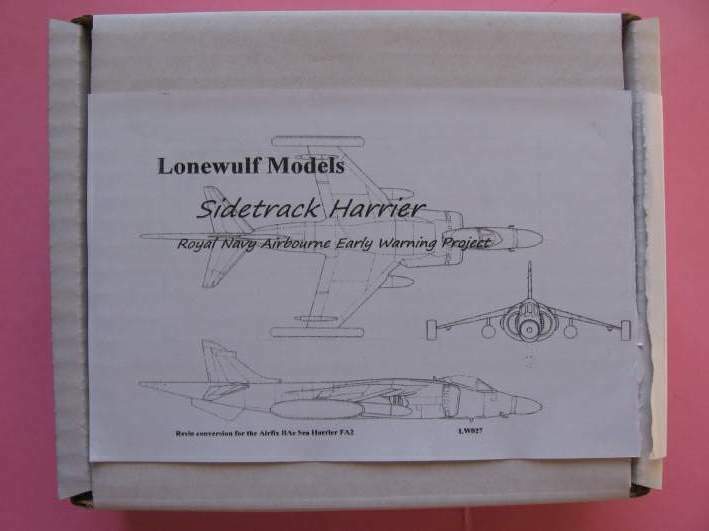 Lonewulf Models
Sidetrack Harrier
Royal Navy Airbourne Early Warning Project
Resin conversion for the Airfix BAe Sea Harrier FA2
LW027